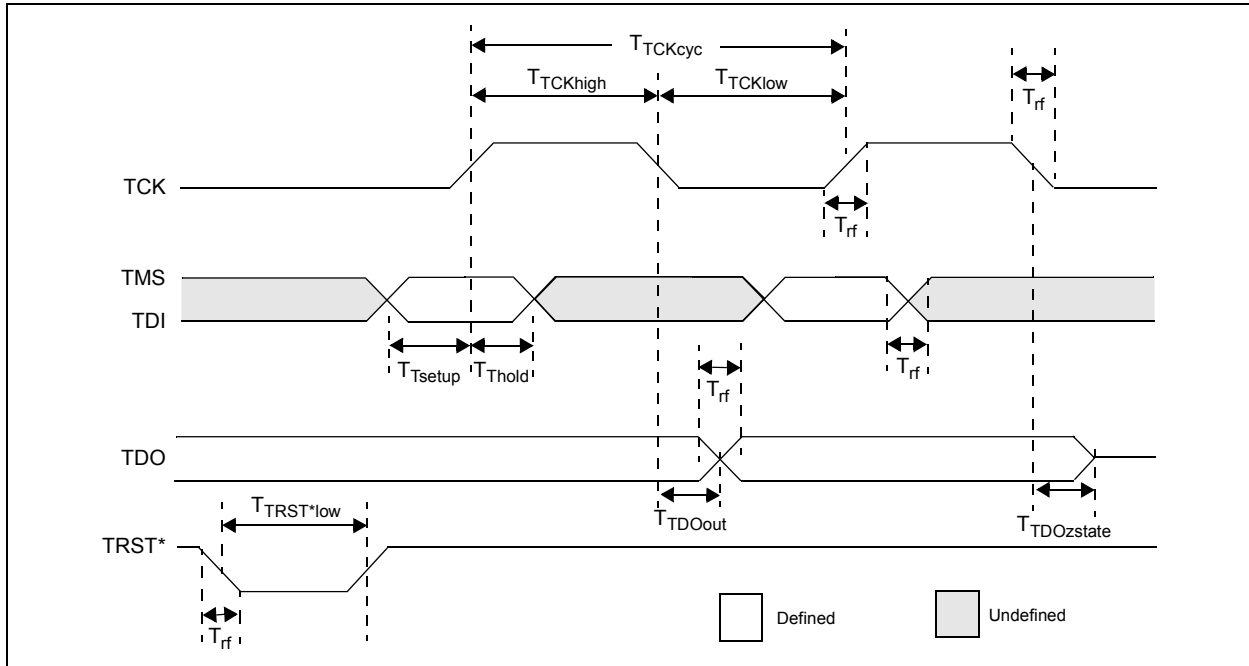 TTCKcyc
TTCKhigh
TTCKlow
Trf
TCK
Trf
TMS
TDI
TTsetup
TThold
Trf
Trf
TDO
TTDOout
TTDOzstate
TTRST*low
TRST*
Trf
Defined
Undefined